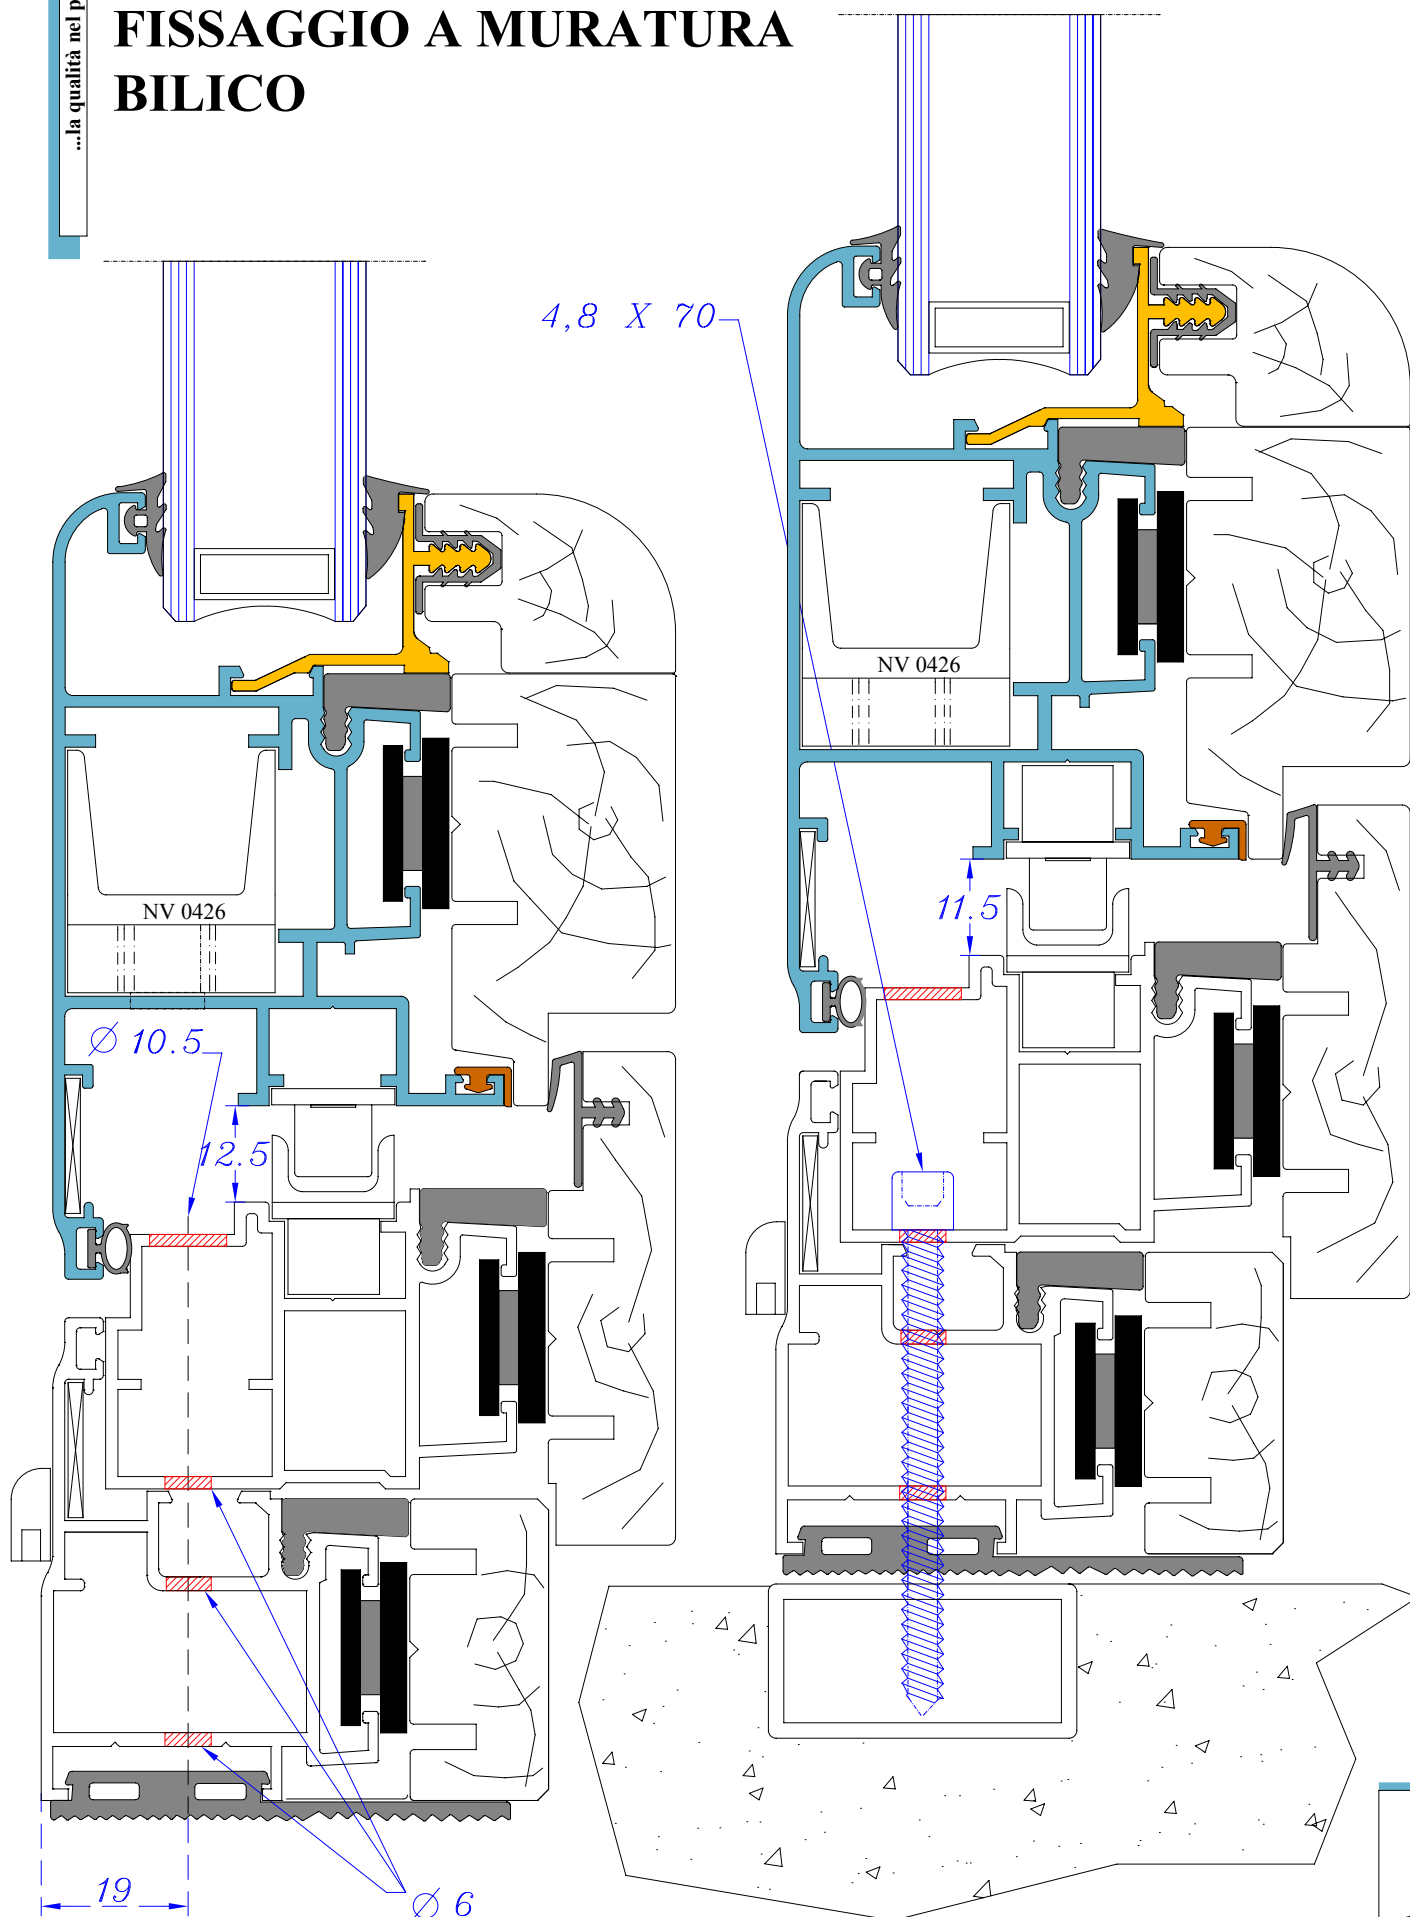 FISSAGGIO A MURATURA
BILICO
...la qualità nel
4,8 X 70
NV 0426
11.5
NV 0426
Ø 10.5
12.5
19
Ø 6